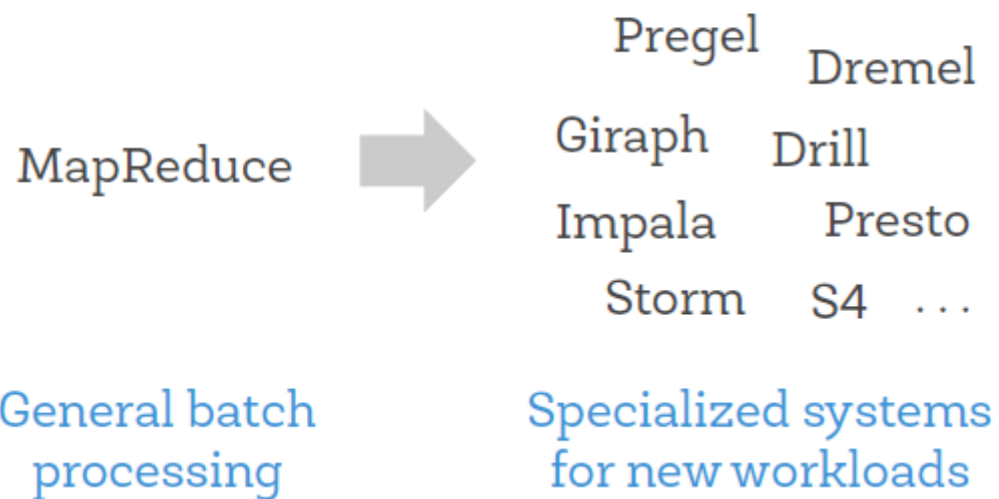 MapReduce
Pregel
Dremel
Giraph
Drill
Impala
Presto
Storm
S4 ...
General batch
processing
Specialized systems
for new workloads